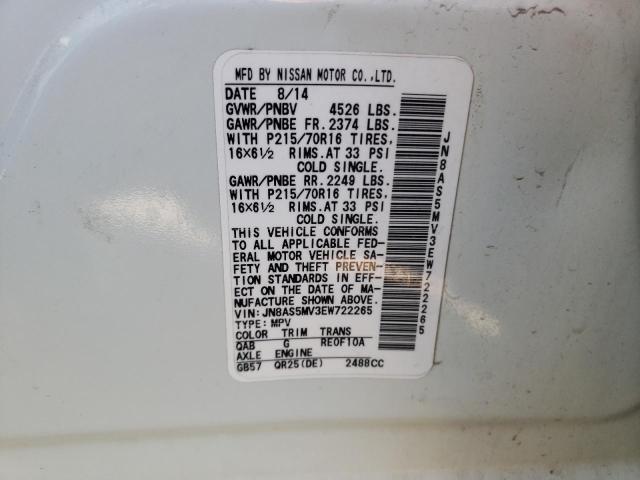 MFD BY NISSAN MOTOR CO.,LTD.
DATE 8/14
GVWR/PNBV 4526 LBS.
GAWR/PNBE FR. 2374 LBS.
WITH P215/70R16 TIRES,
16X6½ RIMS. AT 33 PSI
COLD SINGLE.
GAWR/PNBE RR. 2249 LBS.
WITH P215/70R16 TIRES,
16X6½ RIMS. AT 33 PSI
COLD SINGLE.
THIS VEHICLE CONFORMS
TO ALL APPLICABLE FED-
ERAL MOTOR VEHICLE SA-
FETY AND THEFT PREVEN-
TION STANDARDS IN EFF-
ECT ON THE DATE OF MA-
NUFACTURE SHOWN ABOVE.
VIN:JN8AS5MV3EW722265
TYPE:MPV
COLOR TRIM TRANS
QAB G RE0F10A
AXLE ENGINE
GB57 QR25(DE) 2488CC
JN8AS5MV3EW722265